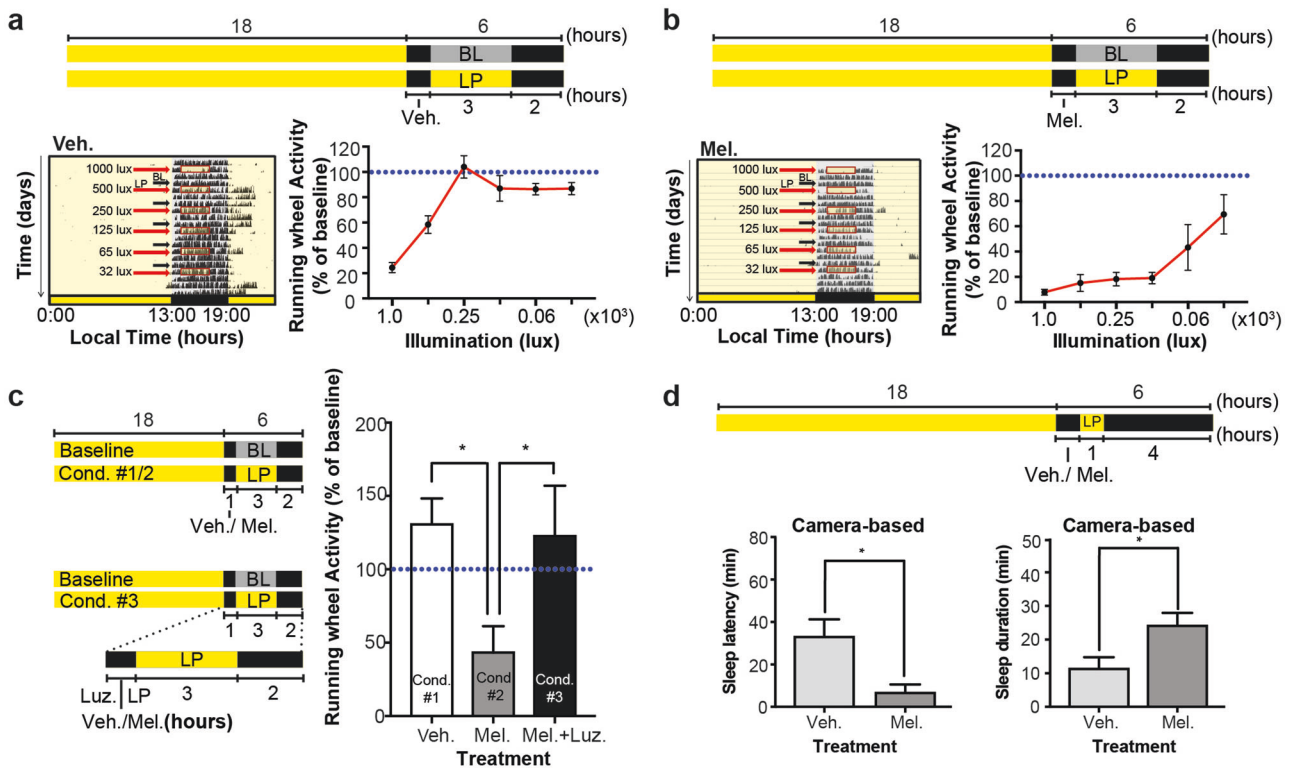 a
18
6
(hours)
BL
LP
3
2
(hours)
Veh.
Veh.
1000 lux
LP BL
500 lux
250 lux
125 lux
65 lux
32 lux
Time (days)
0:00
13:00 19:00
Local Time (hours)
Running wheel Activity
(% of baseline)
120
100
80
60
40
20
0
1.0
0.25
0.06
(x10³)
Illumination (lux)
b
18
6
(hours)
BL
LP
3
2
(hours)
Mel.
Mel.
1000 lux
LP BL
500 lux
250 lux
125 lux
65 lux
32 lux
Time (days)
0:00
13:00
19:00
Local Time (hours)
Running wheel Activity
(% of baseline)
120
100
80
60
40
20
0
1.0
0.25
0.06
(x10³)
Illumination (lux)
c
18
6
Baseline
BL
Cond. #1/2
LP
1 3 2
Veh./ Mel.
Baseline
BL
Cond. #3
LP
1 3 2
LP
Luz.
LP
3
2
Veh./Mel.(hours)
Running wheel Activity (% of baseline)
200
150
100
50
0
*
*
Cond.
#1
Cond.
#2
Cond.
#3
Veh.
Mel.
Mel.+Luz.
Treatment
d
18
6
(hours)
LP
(hours)
1
4
Veh./ Mel.
Camera-based
Sleep latency (min)
80
60
40
20
0
*
Veh.
Mel.
Treatment
Camera-based
Sleep duration (min)
50
40
30
20
10
0
*
Veh.
Mel.
Treatment